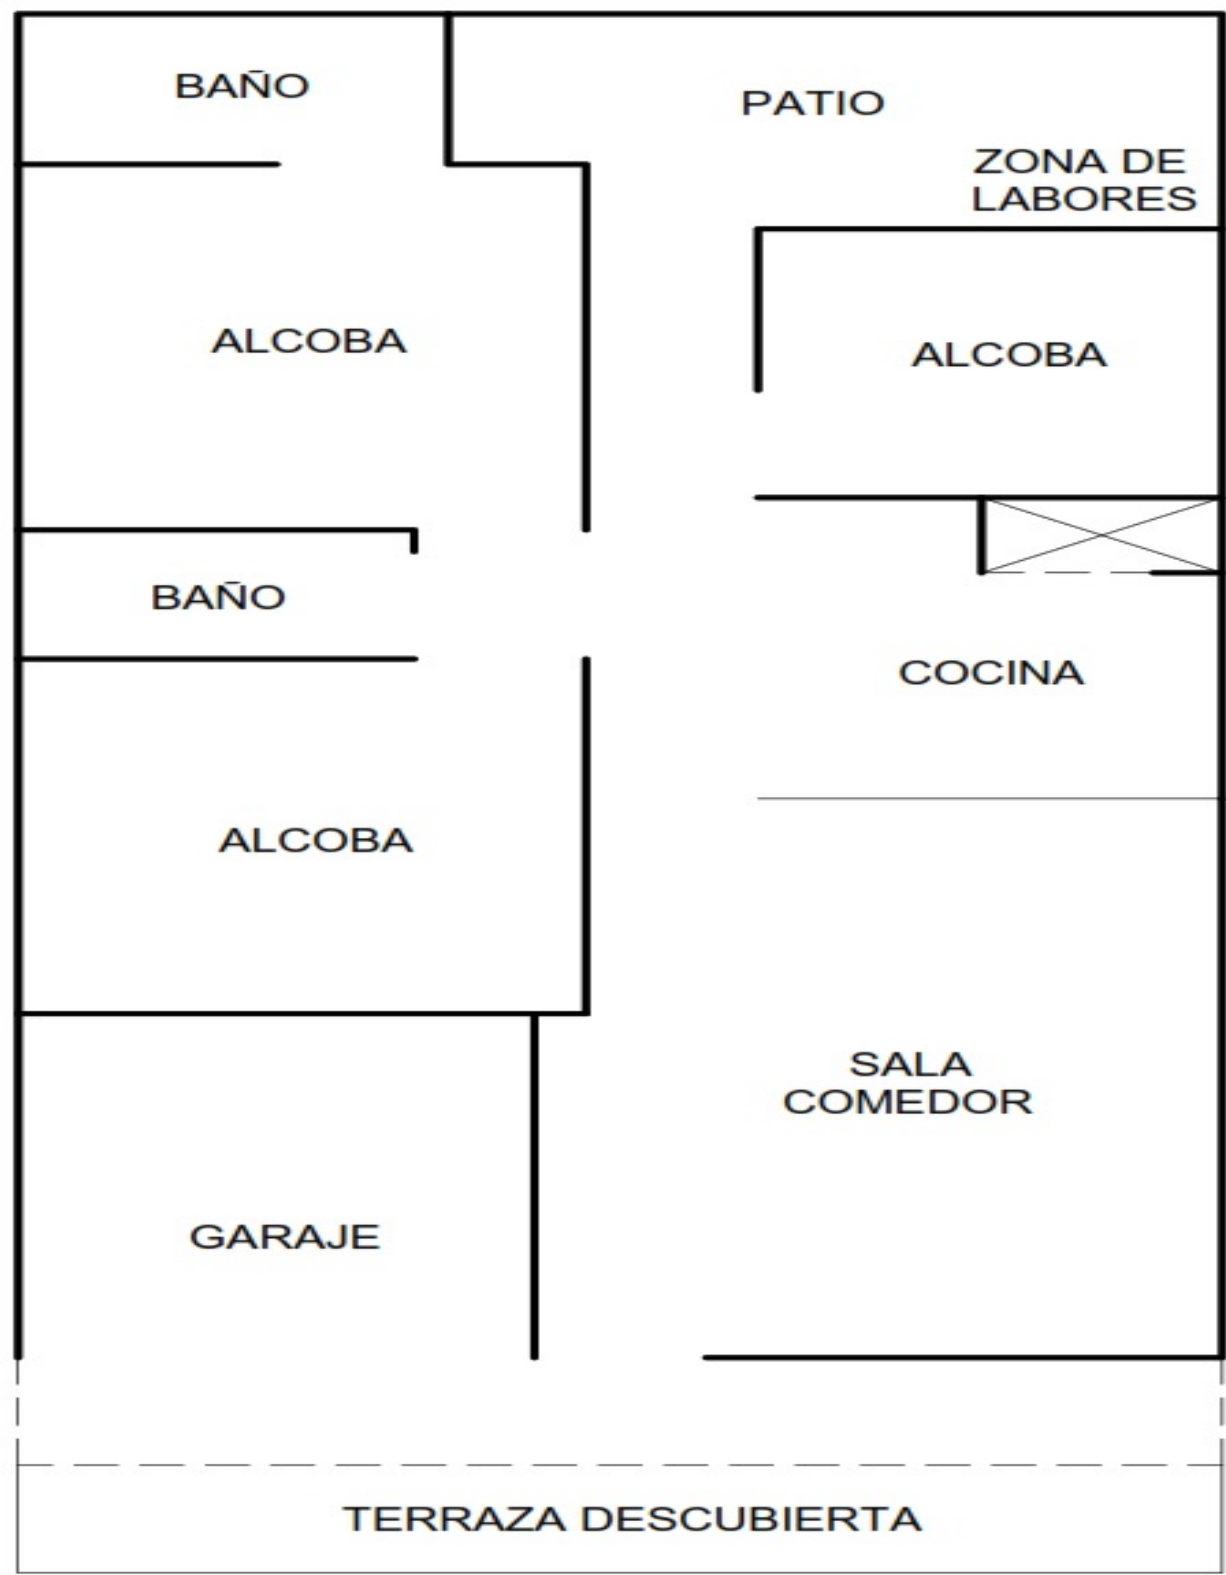 BAÑO
PATIO
ZONA DE
LABORES
ALCOBA
ALCOBA
BAÑO
COCINA
ALCOBA
SALA
COMEDOR
GARAJE
TERRAZA DESCUBIERTA